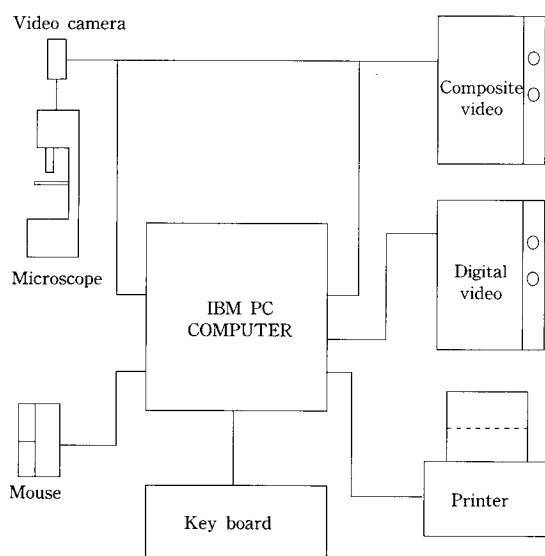 Video camera
Composite
video
Microscope
IBM PC
COMPUTER
Digital
video
Mouse
Key board
Printer